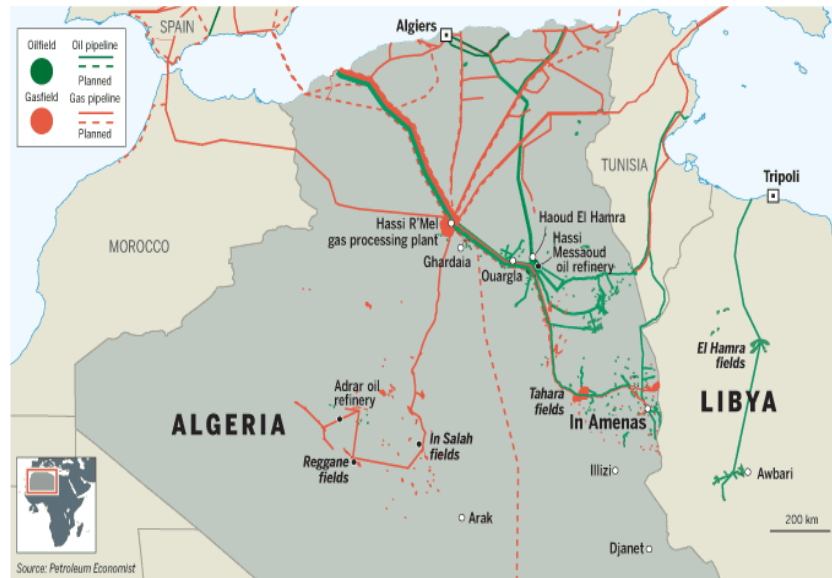 SPAIN
Algiers
Oilfield
Oil pipeline
Planned
Gasfield
Gas pipeline
Planned
TUNISIA
Tripoli
MOROCCO
Hassi R'Mel
gas processing plant
Ghardaia
Ouargla
Haoud El Hamra
Hassi
Messaoud
oil refinery
El Hamra
fields
Adrar oil
refinery
Tahara
fields
ALGERIA
LIBYA
In Amenas
In Salah
fields
Reggane
fields
Illizi
Awbari
Arak
200 km
Djanet
Source: Petroleum Economist